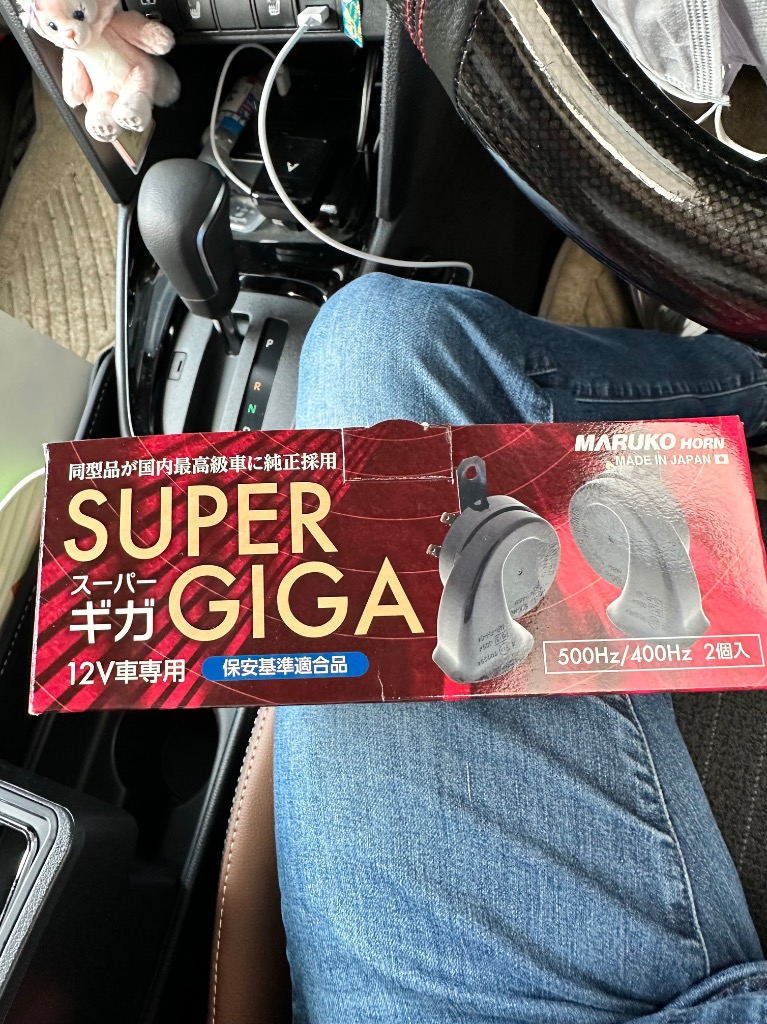 P
R
N
同型品が国内最高級車に純正採用
MARUKO HORN
MADE IN JAPAN
SUPER
スーパー
ギガ GIGA
12V車専用
保安基準適合品
500Hz/400Hz 2個入